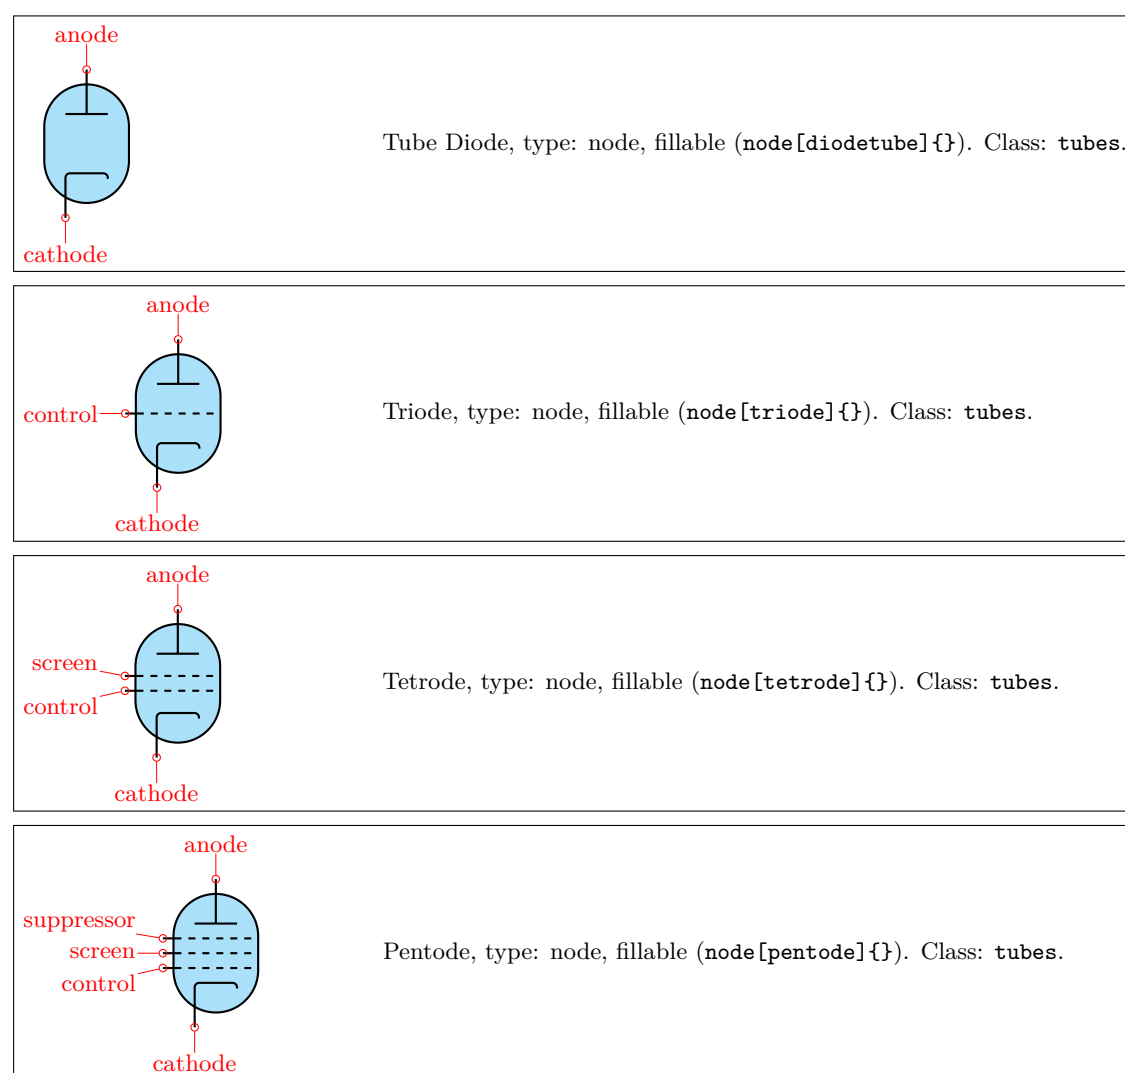 anode
Tube Diode, type: node, fillable (node[diodetube]{}). Class: tubes.
cathode
anode
control
Triode, type: node, fillable (node[triode]{}). Class: tubes.
cathode
anode
screen
control
Tetrode, type: node, fillable (node[tetrode]{}). Class: tubes.
cathode
anode
suppressor
screen
control
Pentode, type: node, fillable (node[pentode]{}). Class: tubes.
cathode